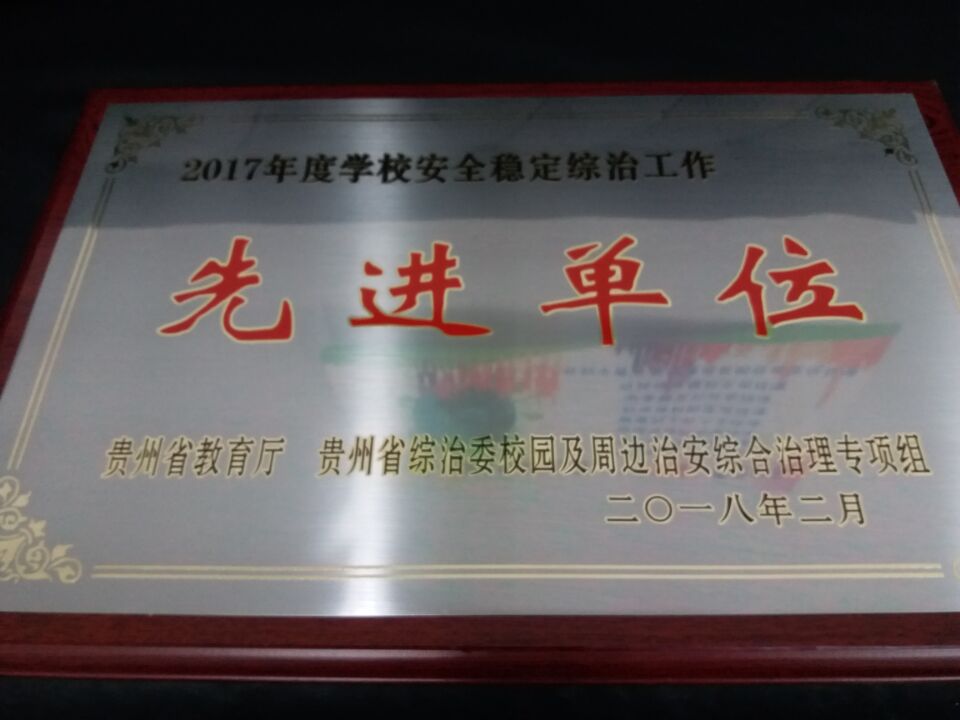 2017年度学校安全稳定综治工作
先进单位
贵州省教育厅 贵州省综治委校园及周边治安综合治理专项组
二〇一八年二月